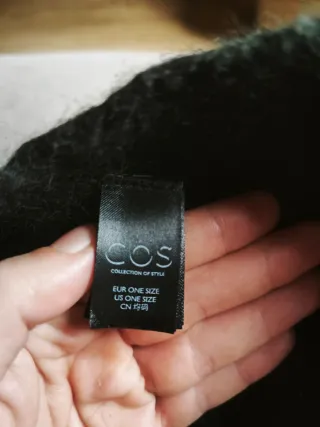 COS
COLLECTION OF STYLE
EUR ONE SIZE
US ONE SIZE
CN 均码